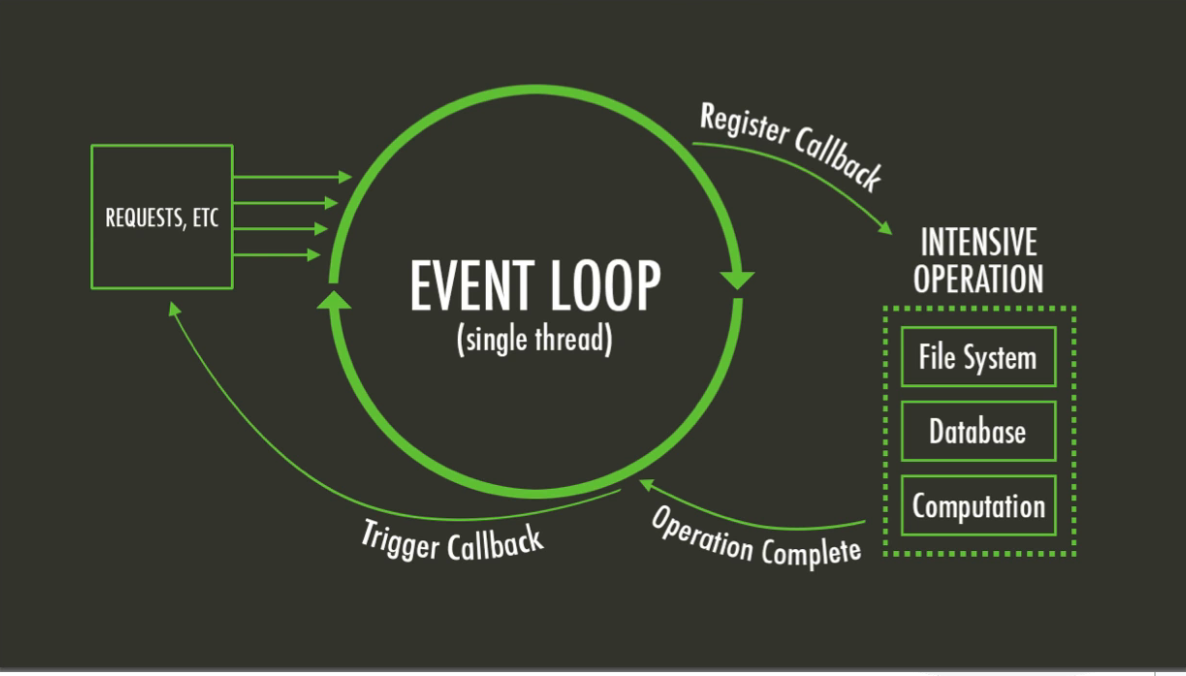 REQUESTS, ETC
EVENT LOOP
(single thread)
Register Callback
INTENSIVE
OPERATION
File System
Database
Computation
Operation Complete
Trigger Callback